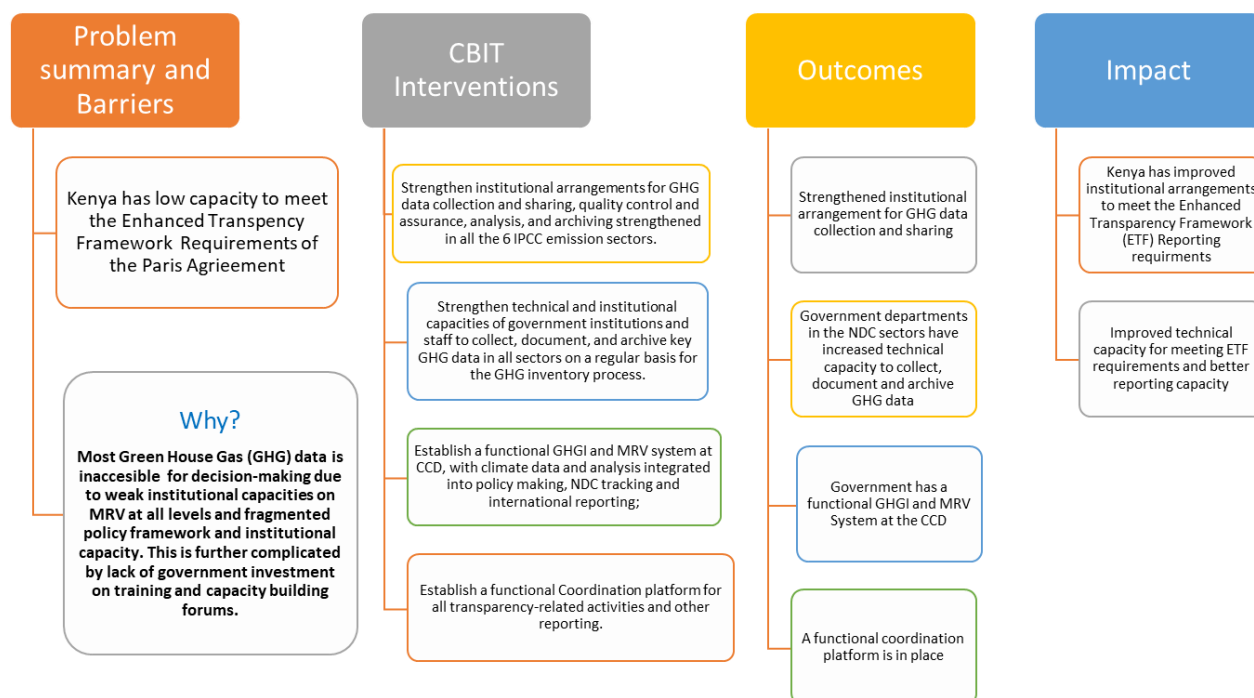 Problem
summary and
Barriers
Kenya has low capacity to meet
the Enhanced Transpency
Framework Requirements of
the Paris Agrieement
Why?
Most Green House Gas (GHG) data is
inaccesible for decision-making due
to weak institutional capacities on
MRV at all levels and fragmented
policy framework and institutional
capacity. This is further complicated
by lack of government investment
on training and capacity building
forums.
CBIT
Interventions
Strengthen institutional arrangements for GHG
data collection and sharing, quality control and
assurance, analysis, and archiving strengthened
in all the 6 IPCC emission sectors.
Strengthen technical and institutional
capacities of government institutions and
staff to collect, document, and archive key
GHG data in all sectors on a regular basis for
the GHG inventory process.
Establish a functional GHGI and MRV system at
CCD, with climate data and analysis integrated
into policy making, NDC tracking and
international reporting;
Establish a functional Coordination platform for
all transparency-related activities and other
reporting.
Outcomes
Strengthened institutional
arrangement for GHG data
collection and sharing
Government departments
in the NDC sectors have
increased technical
capacity to collect,
document and archive
GHG data
Government has a
functional GHGI and MRV
System at the CCD
A functional coordination
platform is in place
Impact
Kenya has improved
institutional arrangements
to meet the Enhanced
Transparency Framework
(ETF) Reporting
requirments
Improved technical
capacity for meeting ETF
requirements and better
reporting capacity